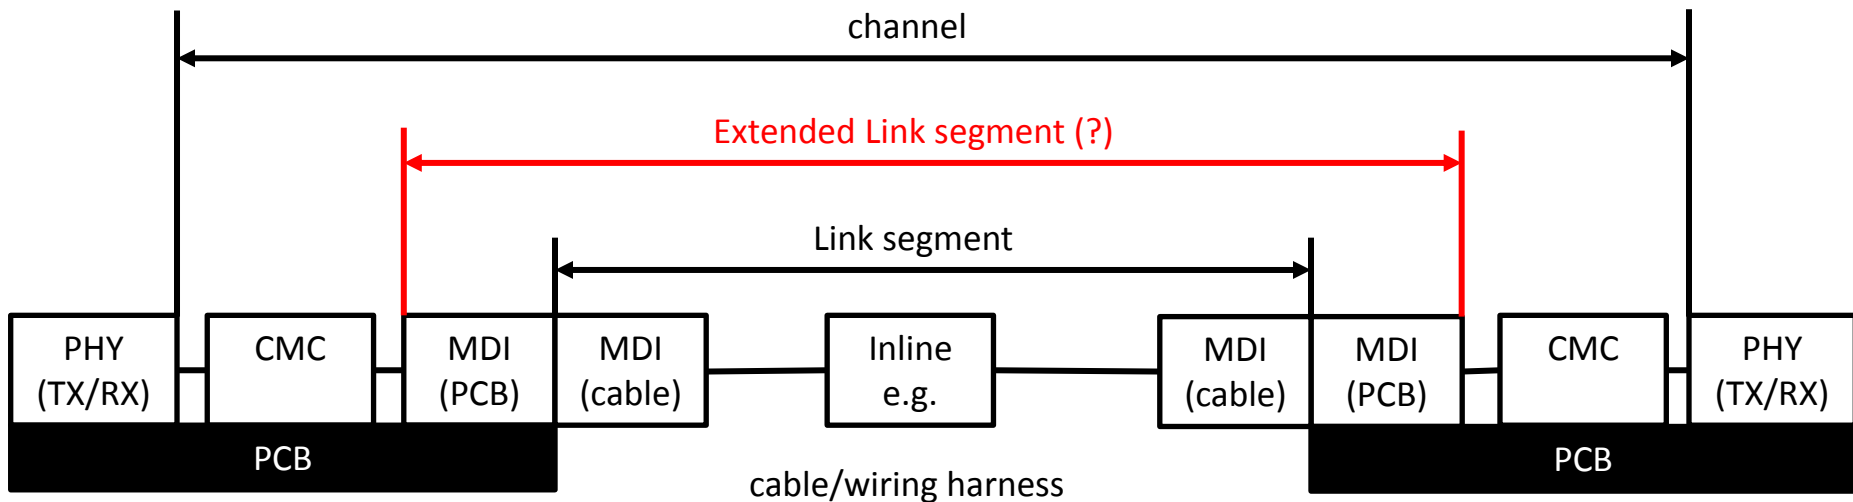 channel
Extended Link segment (?)
Link segment
PHY
(TX/RX)
CMC
MDI
(PCB)
MDI
(cable)
Inline
e.g.
MDI
(cable)
MDI
(PCB)
CMC
PHY
(TX/RX)
PCB
PCB
cable/wiring harness